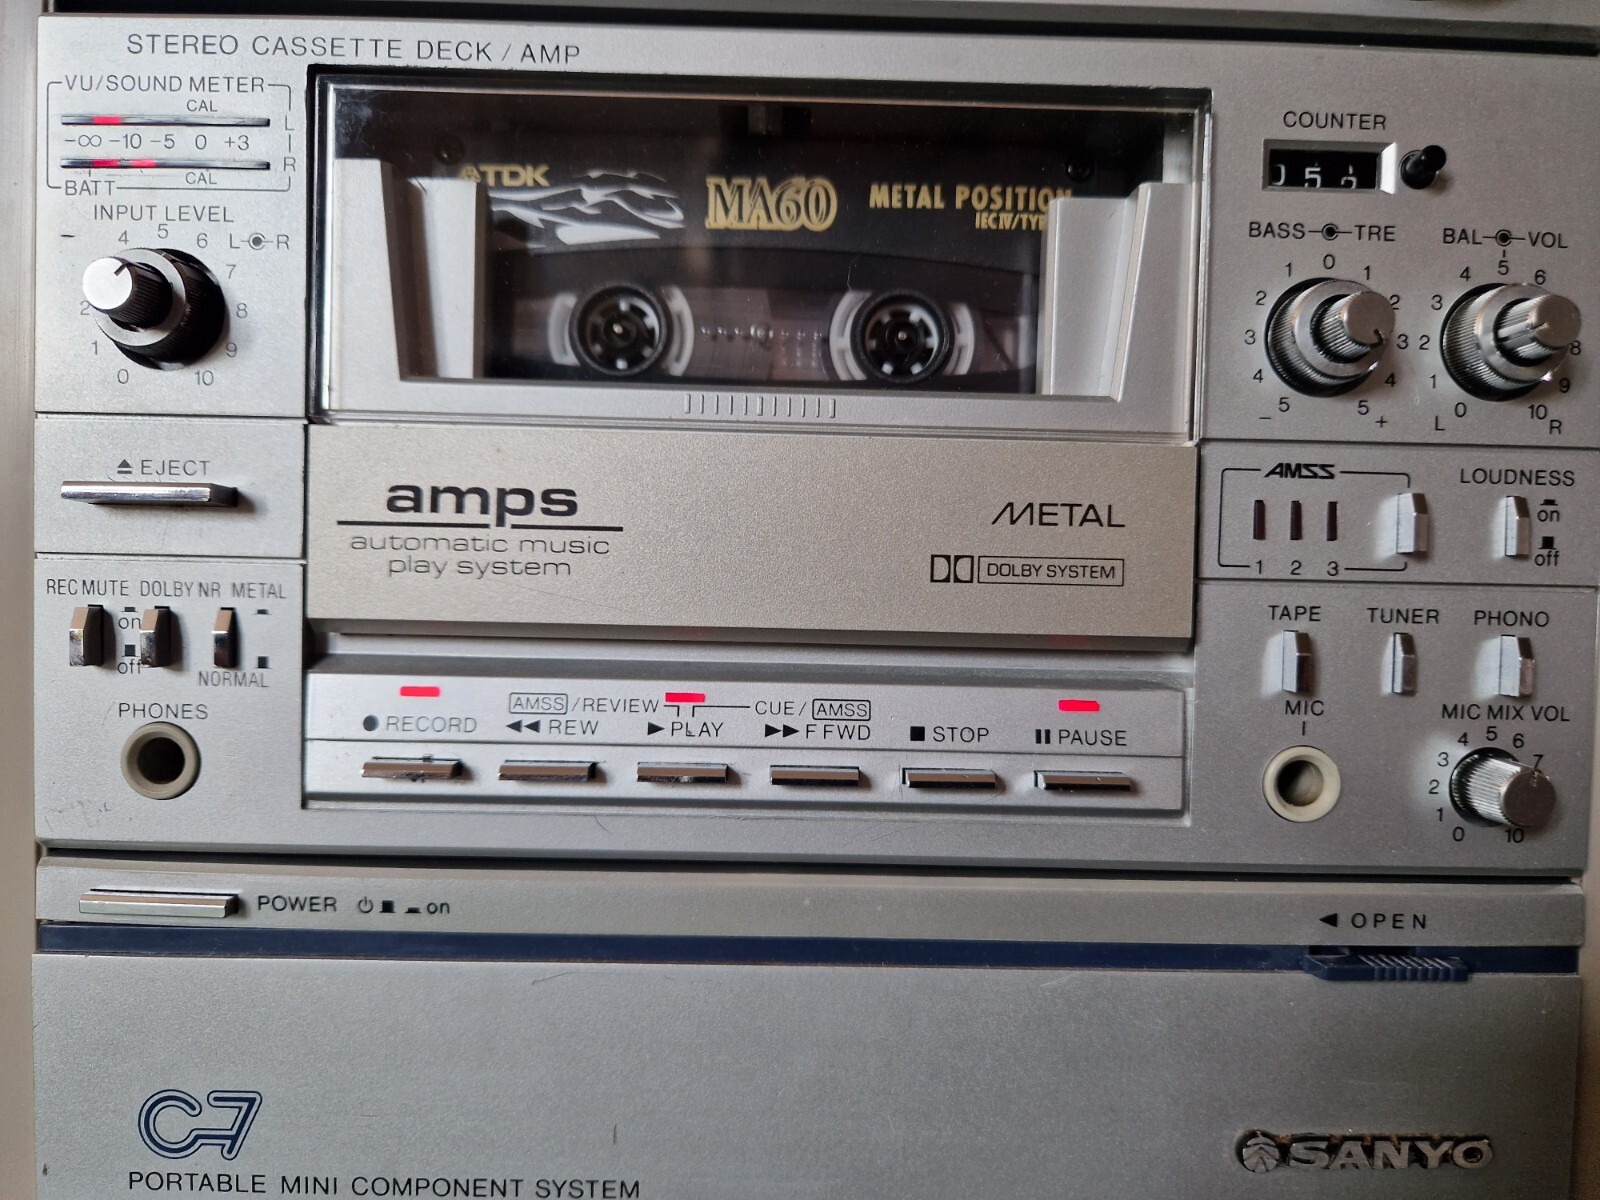 STEREO CASSETTE DECK / AMP
VU/SOUND METER
CAL
L
-∞ -10 -5 0 +3
R
BATT
CAL
INPUT LEVEL
L R
-
4 5 6
7
2 8
1 9
0 10
▲EJECT
REC MUTE DOLBY NR METAL
on
off
NORMAL
PHONES
TDK
MA60
METAL POSITION
IEC IV/TYPE
amps
automatic music
play system
METAL
DOLBY SYSTEM
AMSS/REVIEW
CUE/AMSS
● RECORD
◀◀ REW
▶ PLAY
▶▶ F FWD
■ STOP
❚❚ PAUSE
COUNTER
5
BASS TRE
1 0 1
2 2
3 3
4 4
5 5
- +
BAL VOL
4 5 6
3
2 8
1 9
0 10
L R
AMSS
1 2 3
LOUDNESS
on
off
TAPE
TUNER
PHONO
MIC
MIC MIX VOL
4 5 6
3 7
2
1
0 10
POWER ⏻ on
◀ OPEN
C7
PORTABLE MINI COMPONENT SYSTEM
SANYO